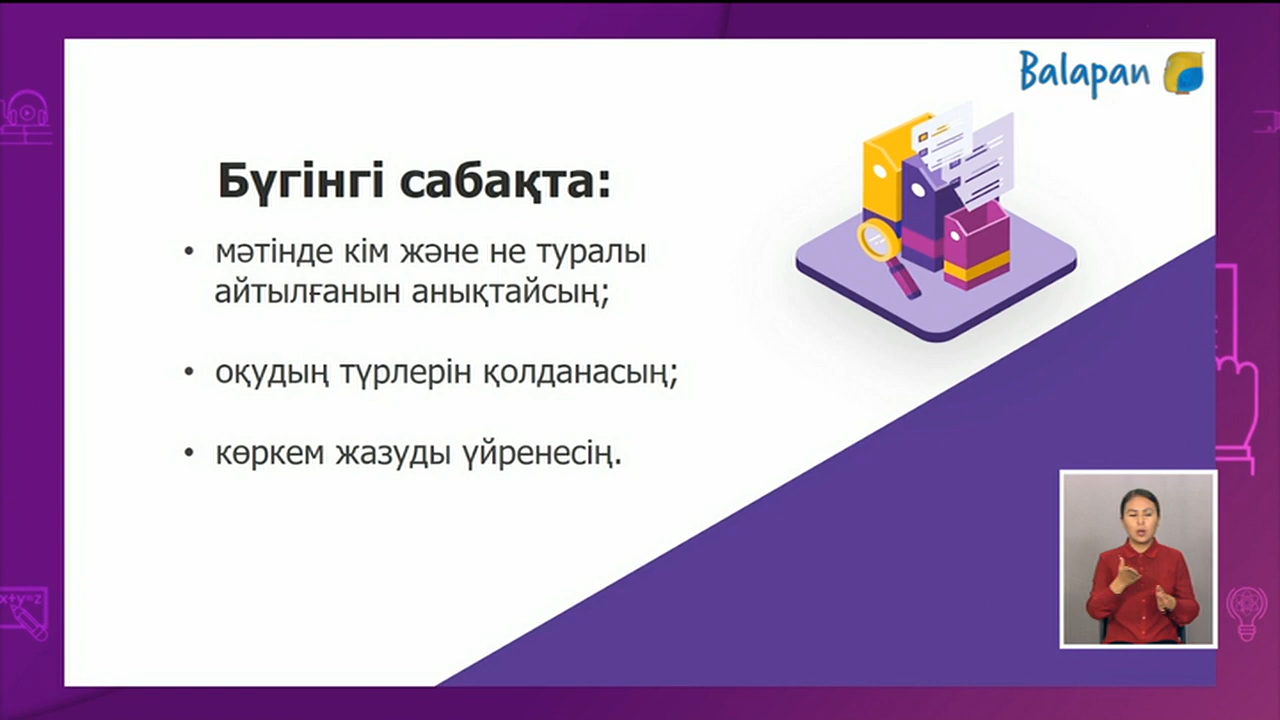 Balapan
Бүгінгі сабақта:
• мәтінде кім және не туралы
айтылғанын анықтайсың;
• оқудың түрлерін қолданасың;
• көркем жазуды үйренесің.
x+y=z